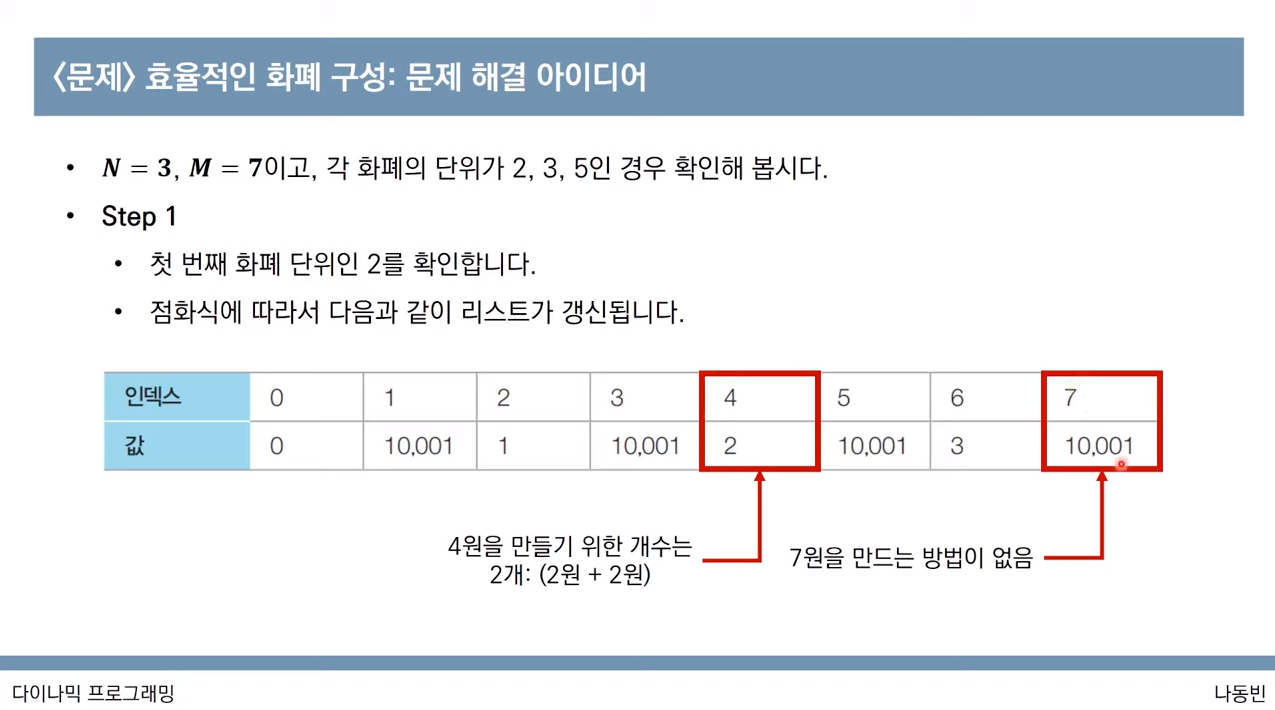 <문제> 효율적인 화폐 구성: 문제 해결 아이디어
• N = 3, M = 7이고, 각 화폐의 단위가 2, 3, 5인 경우 확인해 봅시다.
• Step 1
• 첫 번째 화폐 단위인 2를 확인합니다.
• 점화식에 따라서 다음과 같이 리스트가 갱신됩니다.
인덱스 0 1 2 3 4 5 6 7
값 0 10,001 1 10,001 2 10,001 3 10,001
4원을 만들기 위한 개수는
2개: (2원 + 2원)
7원을 만드는 방법이 없음
다이나믹 프로그래밍
나동빈